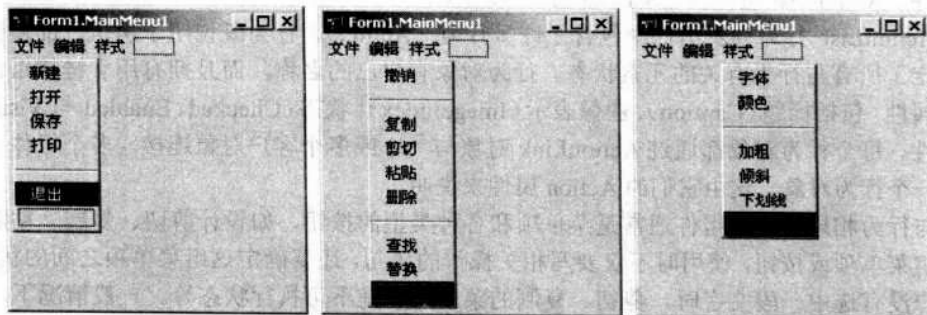 Form1.MainMenu1
文件 编辑 样式
新建
打开
保存
打印
退出
Form1.MainMenu1
文件 编辑 样式
撤销
复制
剪切
粘贴
删除
查找
替换
Form1.MainMenu1
文件 编辑 样式
字体
颜色
加粗
倾斜
下划线